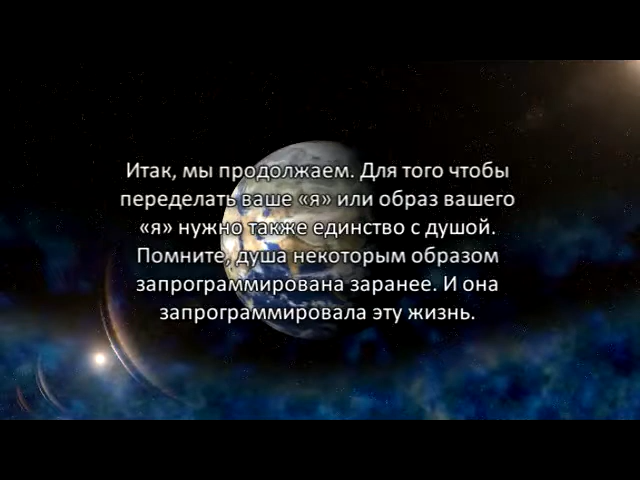 Итак, мы продолжаем. Для того чтобы
переделать ваше «я» или образ вашего
«я» нужно также единство с душой.
Помните, душа некоторым образом
запрограммирована заранее. И она
запрограммировала эту жизнь.